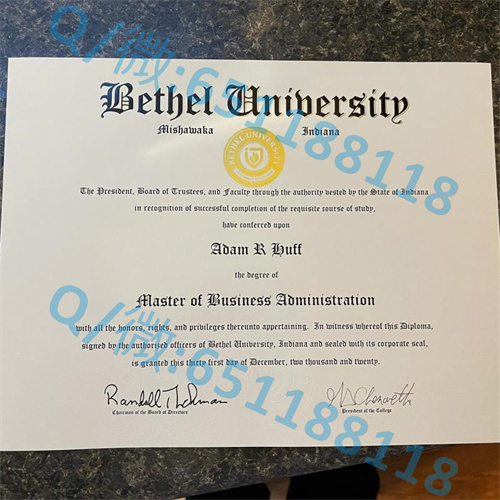 Q/微:651188118
Bethel University
Mishawaka Indiana
BETHEL UNIVERSITY
The President, Board of Trustees, and Faculty through the authority vested by the State of Indiana
in recognition of successful completion of the requisite course of study,
have conferred upon
Adam R Huff
the degree of
Master of Business Administration
with all the honors, rights, and privileges thereunto appertaining. In witness whereof this Diploma,
signed by the authorized officers of Bethel University, Indiana and sealed with its corporate seal,
is granted this thirty first day of December, two thousand and twenty.
Chairman of the Board of Directors
President of the College
Q/微:651188118